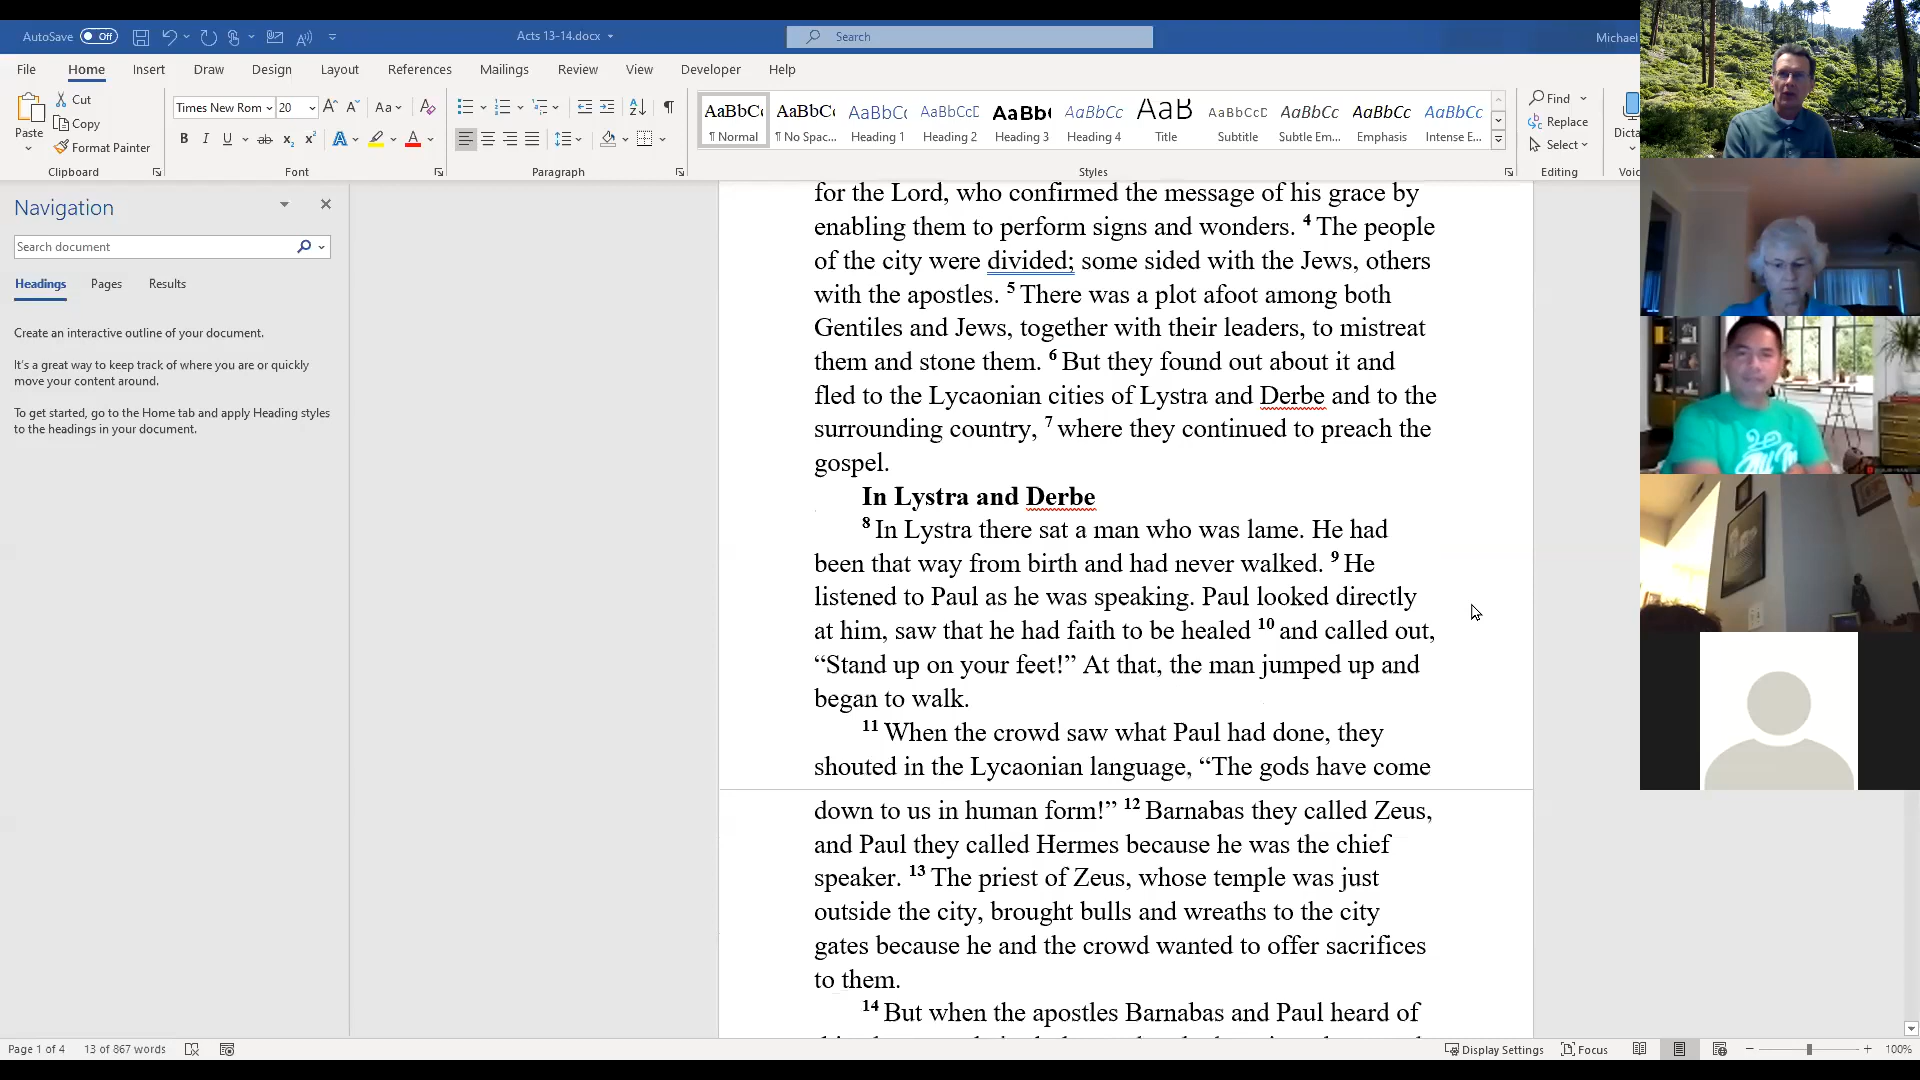 AutoSave Off
Acts 13-14.docx
Search
Michael
File Home Insert Draw Design Layout References Mailings Review View Developer Help
Paste
Cut
Copy
Format Painter
Clipboard
Times New Rom 20
Font
Paragraph
AaBbCc AaBbCc AaBbCc AaBbCcD AaBbC AaBbCc AaB AaBbCcD AaBbCc AaBbCc AaBbCc
¶ Normal ¶ No Spac... Heading 1 Heading 2 Heading 3 Heading 4 Title Subtitle Subtle Em... Emphasis Intense E...
Styles
Find
Replace
Select
Editing
Dicta
Voi
Navigation
Search document
Headings Pages Results
Create an interactive outline of your document.
It's a great way to keep track of where you are or quickly
move your content around.
To get started, go to the Home tab and apply Heading styles
to the headings in your document.
for the Lord, who confirmed the message of his grace by
enabling them to perform signs and wonders. 4 The people
of the city were divided; some sided with the Jews, others
with the apostles. 5 There was a plot afoot among both
Gentiles and Jews, together with their leaders, to mistreat
them and stone them. 6 But they found out about it and
fled to the Lycaonian cities of Lystra and Derbe and to the
surrounding country, 7 where they continued to preach the
gospel.
In Lystra and Derbe
8 In Lystra there sat a man who was lame. He had
been that way from birth and had never walked. 9 He
listened to Paul as he was speaking. Paul looked directly
at him, saw that he had faith to be healed 10 and called out,
“Stand up on your feet!” At that, the man jumped up and
began to walk.
11 When the crowd saw what Paul had done, they
shouted in the Lycaonian language, “The gods have come
down to us in human form!” 12 Barnabas they called Zeus,
and Paul they called Hermes because he was the chief
speaker. 13 The priest of Zeus, whose temple was just
outside the city, brought bulls and wreaths to the city
gates because he and the crowd wanted to offer sacrifices
to them.
14 But when the apostles Barnabas and Paul heard of
Page 1 of 4 13 of 867 words
Display Settings Focus 100%